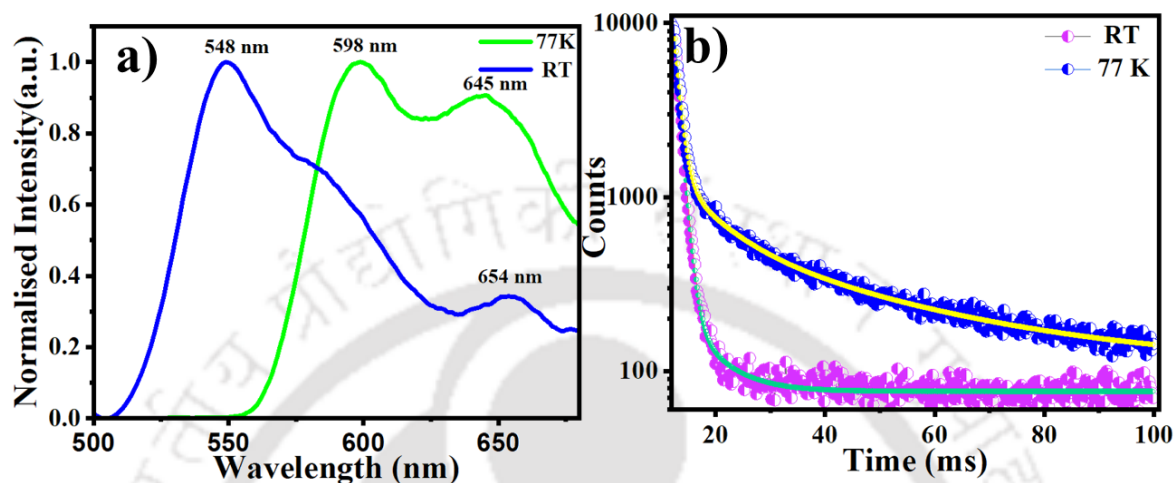 a)
548 nm
598 nm
645 nm
654 nm
77K
RT
Normalised Intensity(a.u.)
1.0
0.8
0.6
0.4
0.2
0.0
500
550
600
650
Wavelength (nm)
b)
RT
77 K
Counts
10000
1000
100
20
40
60
80
100
Time (ms)